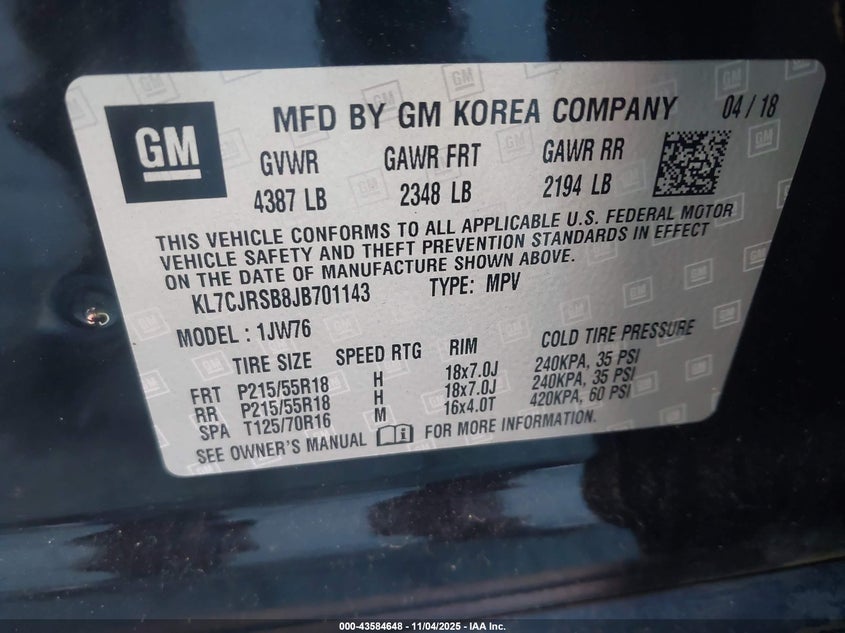 GM
MFD BY GM KOREA COMPANY 04 / 18
GVWR GAWR FRT GAWR RR
4387 LB 2348 LB 2194 LB
THIS VEHICLE CONFORMS TO ALL APPLICABLE U.S. FEDERAL MOTOR
VEHICLE SAFETY AND THEFT PREVENTION STANDARDS IN EFFECT
ON THE DATE OF MANUFACTURE SHOWN ABOVE.
KL7CJRSB8JB701143 TYPE: MPV
MODEL : 1JW76
TIRE SIZE SPEED RTG RIM COLD TIRE PRESSURE
FRT P215/55R18 H 18x7.0J 240KPA, 35 PSI
RR P215/55R18 H 18x7.0J 240KPA, 35 PSI
SPA T125/70R16 M 16x4.0T 420KPA, 60 PSI
SEE OWNER'S MANUAL FOR MORE INFORMATION.
000-43584648 - 11/04/2025 - IAA Inc.